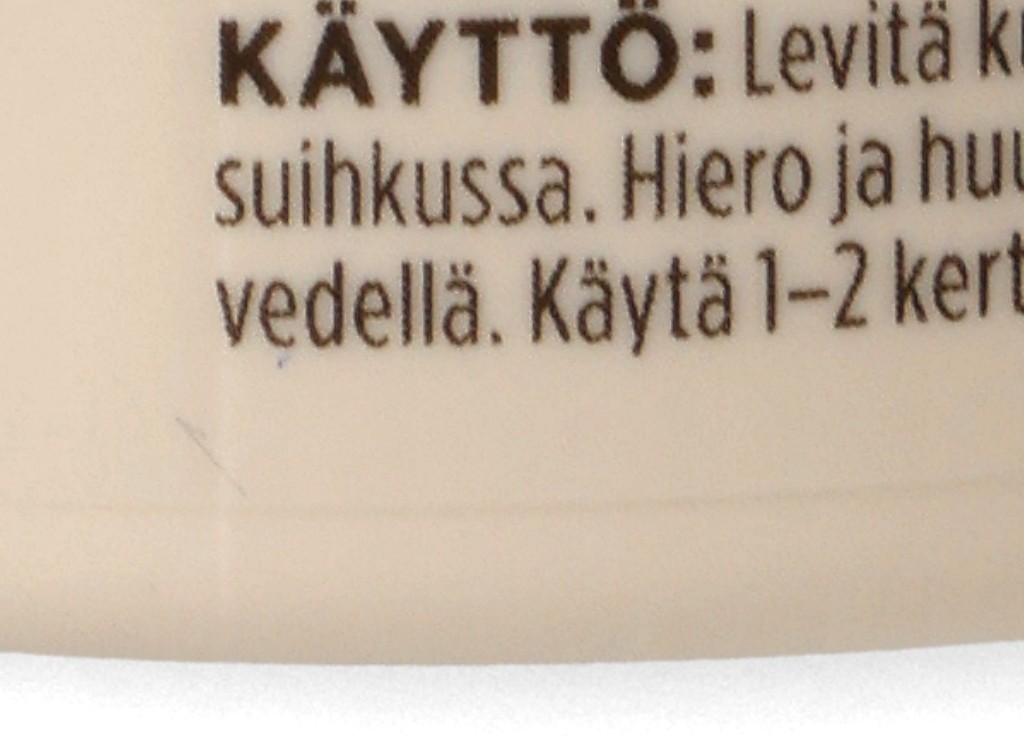 KÄYTTÖ: Levitä
suihkussa. Hiero ja
vedellä. Käytä 1–2